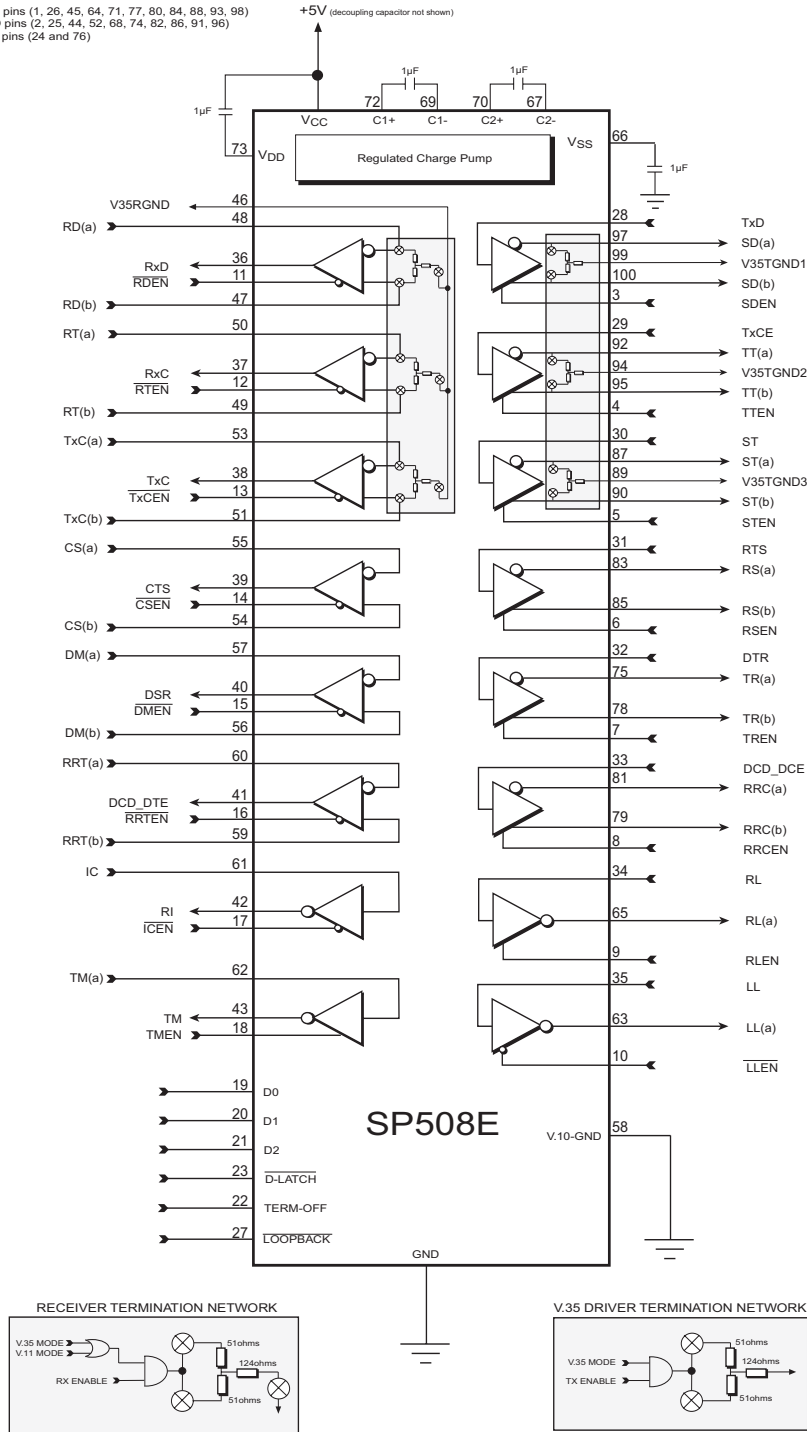 pins (1, 26, 45, 64, 71, 77, 80, 84, 88, 93, 98)
pins (2, 25, 44, 52, 68, 74, 82, 86, 91, 96)
pins (24 and 76)
+5V (decoupling capacitor not shown)
1µF 1µF
1µF
72 69 70 67
VCC C1+ C1- C2+ C2-
73 VDD Regulated Charge Pump VSS 66
1µF
V35RGND 46
RD(a) 48
RxD 36
RDEN 11
RD(b) 47
RT(a) 50
RxC 37
RTEN 12
RT(b) 49
TxC(a) 53
TxC 38
TxCEN 13
TxC(b) 51
CS(a) 55
CTS 39
CSEN 14
CS(b) 54
DM(a) 57
DSR 40
DMEN 15
DM(b) 56
RRT(a) 60
DCD_DTE 41
RRTEN 16
RRT(b) 59
IC 61
RI 42
ICEN 17
TM(a) 62
TM 43
TMEN 18
19 D0
20 D1
21 D2
23 D-LATCH
22 TERM-OFF
27 LOOPBACK
28 TxD
97 SD(a)
99 V35TGND1
100 SD(b)
3 SDEN
29 TxCE
92 TT(a)
94 V35TGND2
95 TT(b)
4 TTEN
30 ST
87 ST(a)
89 V35TGND3
90 ST(b)
5 STEN
31 RTS
83 RS(a)
85 RS(b)
6 RSEN
32 DTR
75 TR(a)
78 TR(b)
7 TREN
33 DCD_DCE
81 RRC(a)
79 RRC(b)
8 RRCEN
34 RL
65 RL(a)
9 RLEN
35 LL
63 LL(a)
10 LLEN
SP508E
V.10-GND 58
GND
RECEIVER TERMINATION NETWORK
V.35 MODE
V.11 MODE
RX ENABLE
51ohms
124ohms
51ohms
V.35 DRIVER TERMINATION NETWORK
V.35 MODE
TX ENABLE
51ohms
124ohms
51ohms